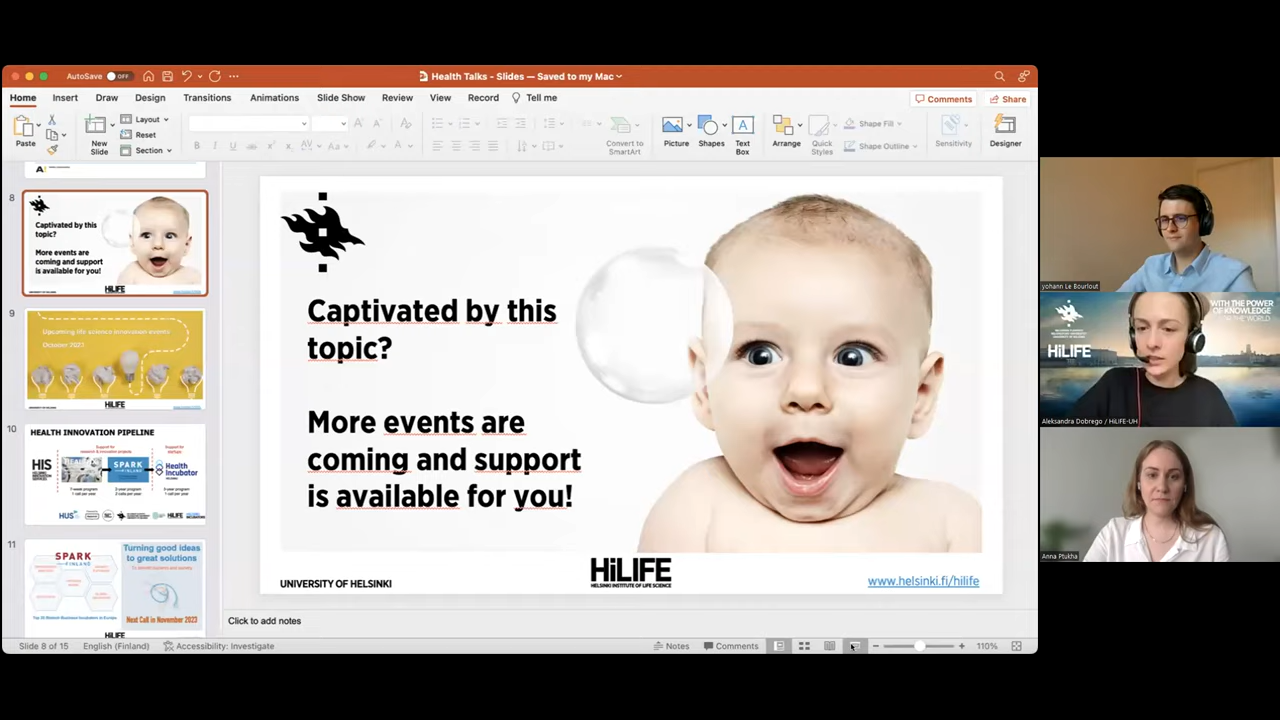 AutoSave OFF
Health Talks - Slides — Saved to my Mac
Home Insert Draw Design Transitions Animations Slide Show Review View Record Tell me
Comments Share
Paste
New Slide
Layout
Reset
Section
Convert to SmartArt
Picture
Shapes
Text Box
Arrange
Quick Styles
Shape Fill
Shape Outline
Sensitivity
Designer
8
Captivated by this topic?
More events are coming and support is available for you!
HiLIFE
9
Upcoming life science innovation events
October 2023
HiLIFE
10
HEALTH INNOVATION PIPELINE
HIS
SPARK
FINLAND
Health Incubator
HUS
HiLIFE
11
SPARK
FINLAND
Turning good ideas
to great solutions
Next Call in November 2023
HiLIFE
Captivated by this
topic?
More events are
coming and support
is available for you!
UNIVERSITY OF HELSINKI
HiLIFE
HELSINKI INSTITUTE OF LIFE SCIENCE
www.helsinki.fi/hilife
Click to add notes
Slide 8 of 15 English (Finland) Accessibility: Investigate Notes Comments 110%
yohann Le Bourlout
WITH THE POWER
OF KNOWLEDGE
FOR THE WORLD
HiLIFE
Aleksandra Dobrego / HiLIFE-UH
Anna Ptukha